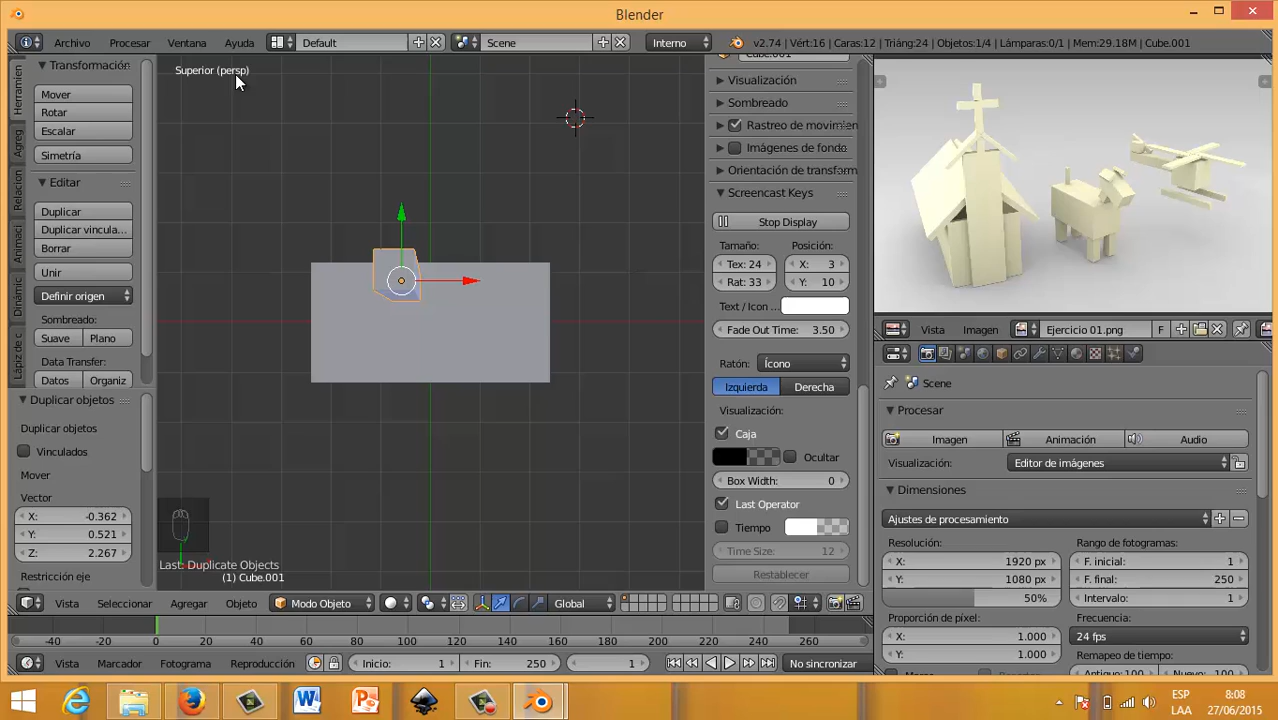 Blender
Archivo Procesar Ventana Ayuda Default Scene Interno v2.74 | Vért:16 | Caras:12 | Triáng:24 | Objetos:1/4 | Lámparas:0/1 | Mem:29.18M | Cube.001
Transformación
Mover
Rotar
Escalar
Simetría
Editar
Duplicar
Duplicar vincula...
Borrar
Unir
Definir origen
Sombreado:
Suave Plano
Data Transfer:
Datos Organiz
Herramien
Agreg
Relacion
Animaci
Dinámic
Lápiz de c
Duplicar objetos
Duplicar objetos
Vinculados
Mover
Vector
X: -0.362
Y: 0.521
Z: 2.267
Restricción eje
Superior (persp)
Last: Duplicate Objects
(1) Cube.001
Visualización
Sombreado
Rastreo de movimien
Imágenes de fondo
Orientación de transform
Screencast Keys
Stop Display
Tamaño: Posición:
Tex: 24 X: 3
Rat: 33 Y: 10
Text / Icon ...
Fade Out Time: 3.50
Ratón: Ícono
Izquierda Derecha
Visualización:
Caja
Ocultar
Box Width: 0
Last Operator
Tiempo
Time Size: 12
Restablecer
Vista Imagen Ejercicio 01.png F
Scene
Procesar
Imagen Animación Audio
Visualización: Editor de imágenes
Dimensiones
Ajustes de procesamiento
Resolución: Rango de fotogramas:
X: 1920 px F. inicial: 1
Y: 1080 px F. final: 250
50% Intervalo: 1
Proporción de píxel: Frecuencia:
X: 1.000 24 fps
Y: 1.000 Remapeo de tiempo:
Vista Seleccionar Agregar Objeto Modo Objeto Global
-40 -20 0 20 40 60 80 100 120 140 160 180 200 220 240 260
Vista Marcador Fotograma Reproducción Inicio: 1 Fin: 250 1 No sincronizar
ESP 8:08
LAA 27/06/2015